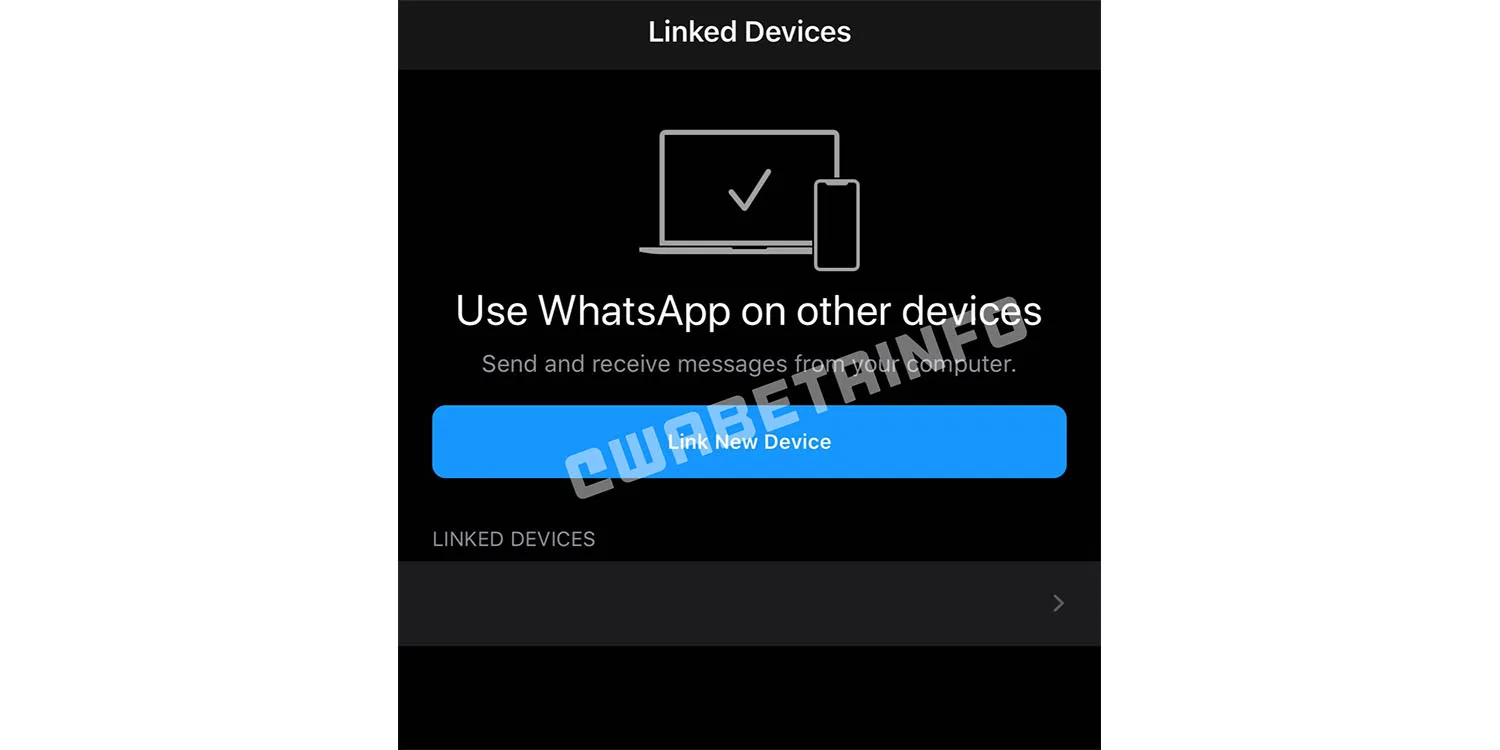 Linked Devices
Use WhatsApp on other devices
Send and receive messages from your computer.
Link New Device
CWABETAINFO
LINKED DEVICES